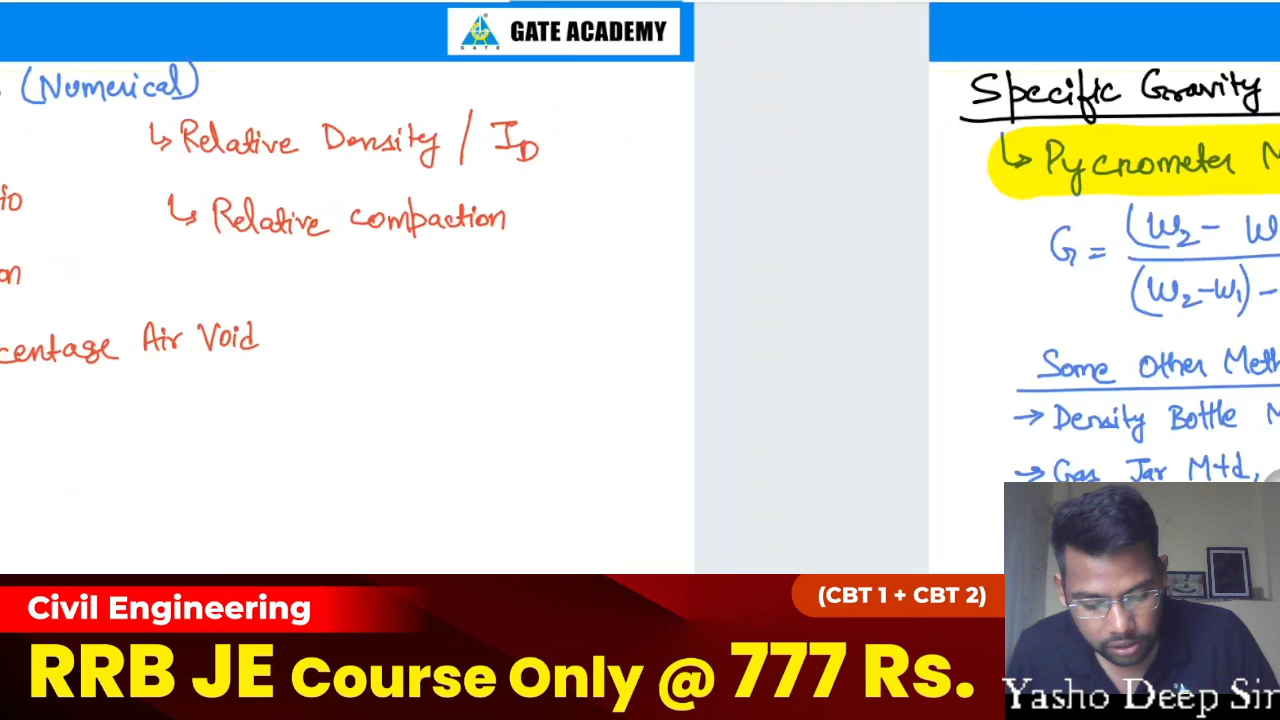 GATE ACADEMY
GATE
(Numerical)
↳ Relative Density / ID
↳ Relative compaction
io
on
centage Air Void
Specific Gravity
↳ Pycnometer M
G = (W2 - W
(W2-W1) -
Some Other Meth
→ Density Bottle M
→ Gas Jar Mtd,
Civil Engineering
(CBT 1 + CBT 2)
RRB JE Course Only @ 777 Rs.
Yasho Deep Sir